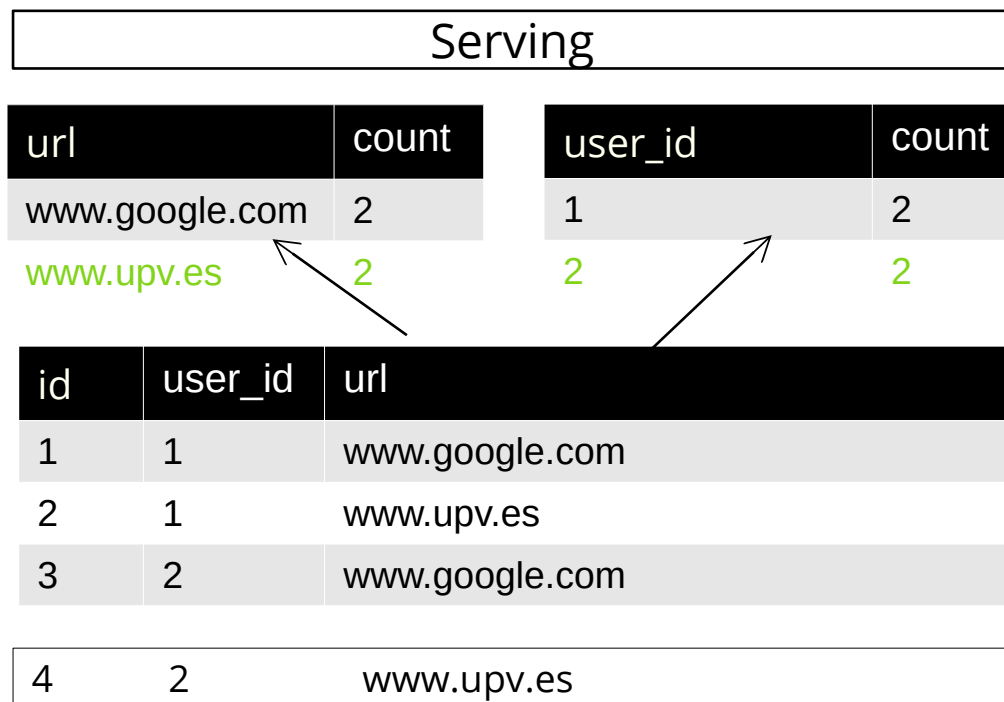 Serving
url count
www.google.com 2
www.upv.es 2
user_id count
1 2
2 2
id user_id url
1 1 www.google.com
2 1 www.upv.es
3 2 www.google.com
4 2 www.upv.es